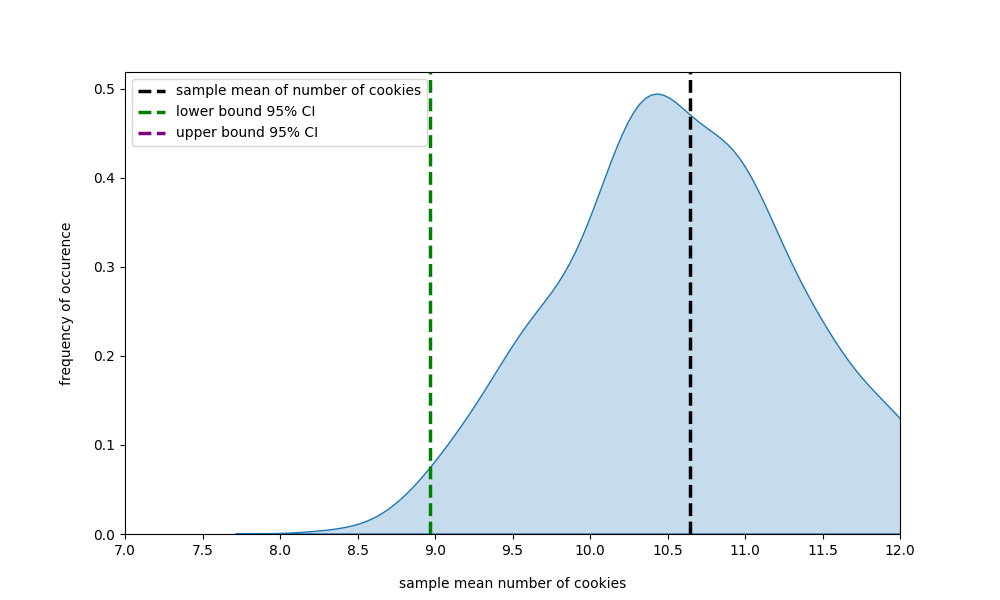 sample mean of number of cookies
lower bound 95% CI
upper bound 95% CI
0.5
0.4
0.3
0.2
0.1
0.0
frequency of occurence
7.0 7.5 8.0 8.5 9.0 9.5 10.0 10.5 11.0 11.5 12.0
sample mean number of cookies